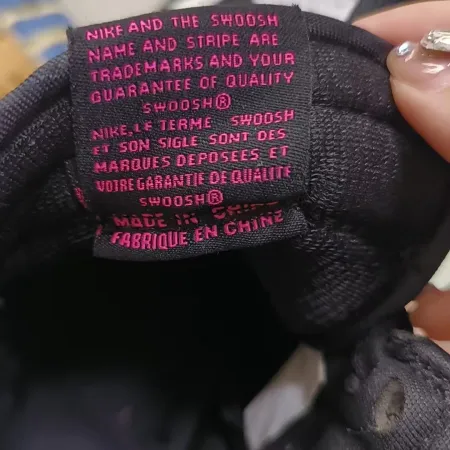 NIKE AND THE SWOOSH
NAME AND STRIPE ARE
TRADEMARKS AND YOUR
GUARANTEE OF QUALITY
SWOOSH®
NIKE, LE TERME SWOOSH
ET SON SIGLE SONT DES
MARQUES DEPOSEES ET
VOTRE GARANTIE DE QUALITE
SWOOSH®
MADE IN CHINA
FABRIQUE EN CHINE